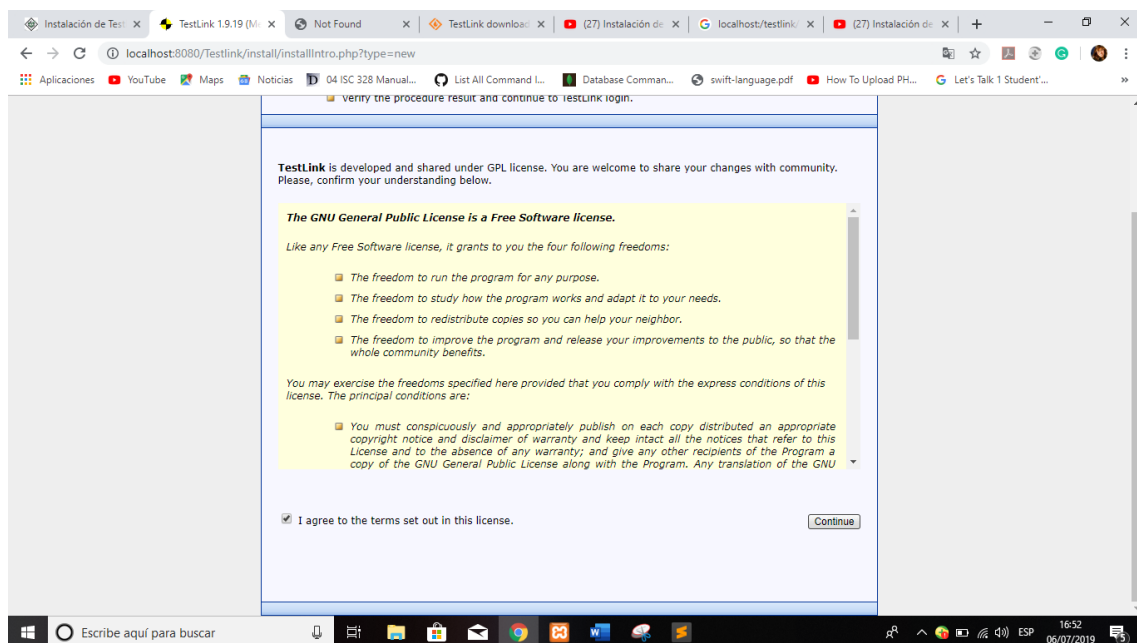 Instalación de Test
TestLink 1.9.19 (M
Not Found
TestLink download
(27) Instalación de
localhost:/testlink/
(27) Instalación de
localhost:8080/Testlink/install/installIntro.php?type=new
Aplicaciones
YouTube
Maps
Noticias
04 ISC 328 Manual...
List All Command I...
Database Comman...
swift-language.pdf
How To Upload PH...
Let's Talk 1 Student'...
»
Verify the procedure result and continue to TestLink login.
TestLink is developed and shared under GPL license. You are welcome to share your changes with community.
Please, confirm your understanding below.
The GNU General Public License is a Free Software license.
Like any Free Software license, it grants to you the four following freedoms:
The freedom to run the program for any purpose.
The freedom to study how the program works and adapt it to your needs.
The freedom to redistribute copies so you can help your neighbor.
The freedom to improve the program and release your improvements to the public, so that the
whole community benefits.
You may exercise the freedoms specified here provided that you comply with the express conditions of this
license. The principal conditions are:
You must conspicuously and appropriately publish on each copy distributed an appropriate
copyright notice and disclaimer of warranty and keep intact all the notices that refer to this
License and to the absence of any warranty; and give any other recipients of the Program a
copy of the GNU General Public License along with the Program. Any translation of the GNU
I agree to the terms set out in this license.
Continue
Escribe aquí para buscar
ESP
16:52
06/07/2019
5